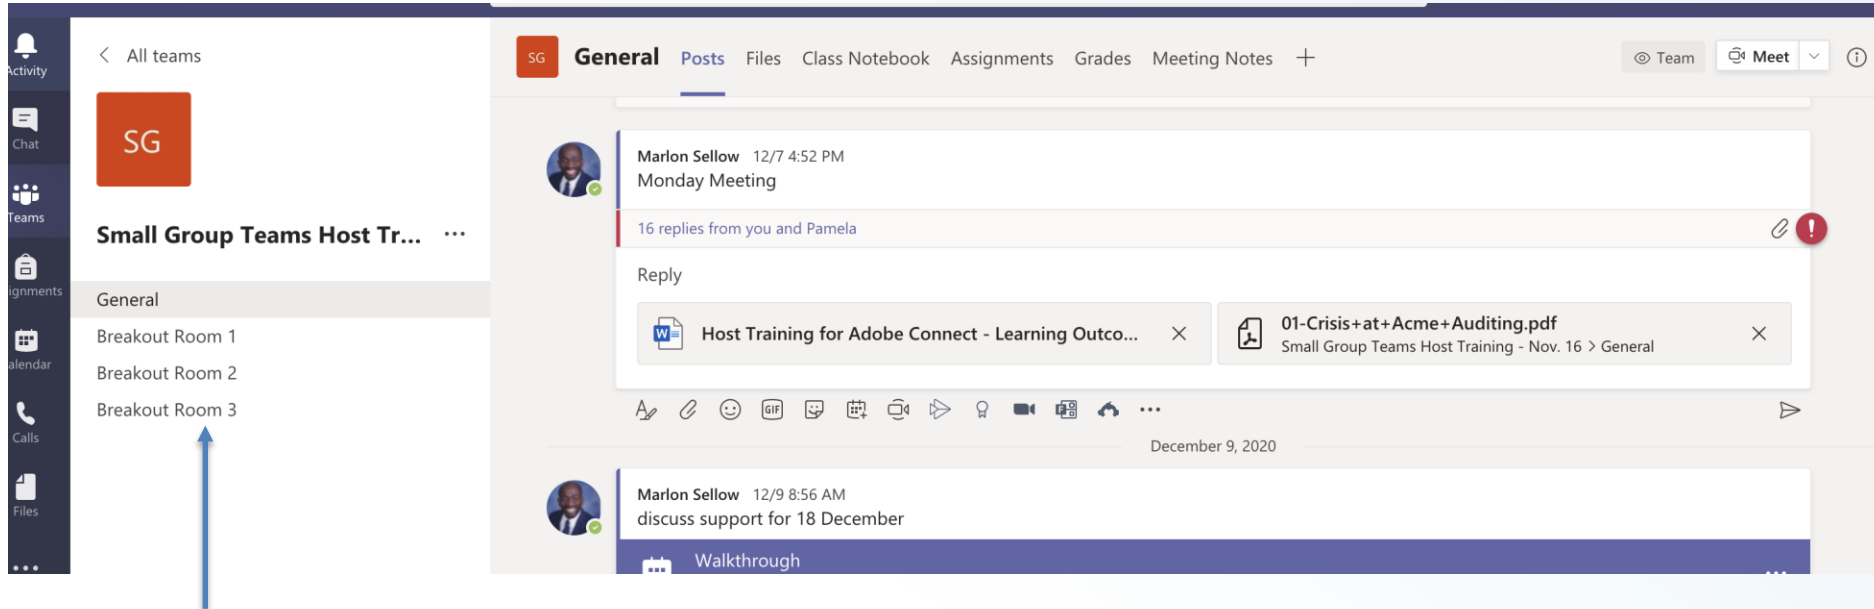 Activity
Chat
Teams
ignments
alendar
Calls
Files
All teams
SG
Small Group Teams Host Tr...
General
Breakout Room 1
Breakout Room 2
Breakout Room 3
SG
General
Posts
Files
Class Notebook
Assignments
Grades
Meeting Notes
Team
Meet
Marlon Sellow 12/7 4:52 PM
Monday Meeting
16 replies from you and Pamela
Reply
Host Training for Adobe Connect - Learning Outco...
01-Crisis+at+Acme+Auditing.pdf
Small Group Teams Host Training - Nov. 16 > General
GIF
December 9, 2020
Marlon Sellow 12/9 8:56 AM
discuss support for 18 December
Walkthrough